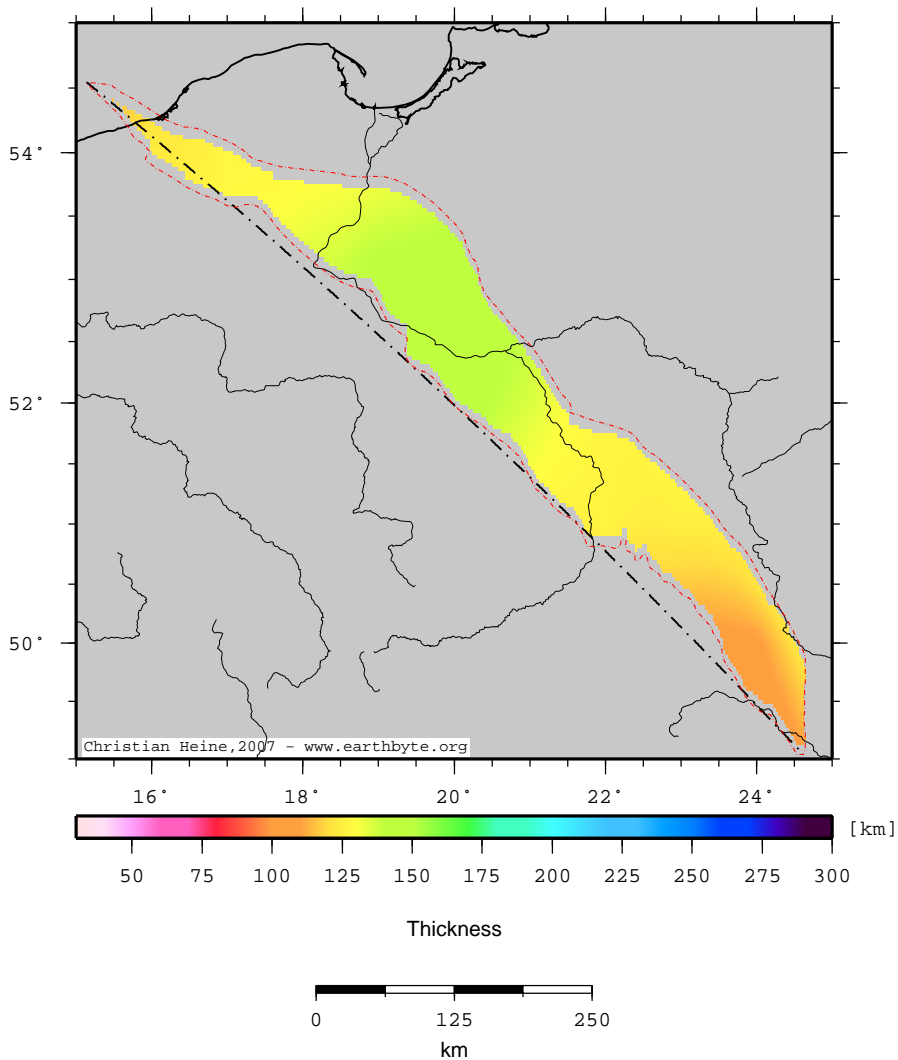 54°
52°
50°
Christian Heine,2007 - www.earthbyte.org
16° 18° 20° 22° 24°
[km]
50 75 100 125 150 175 200 225 250 275 300
Thickness
0 125 250
km